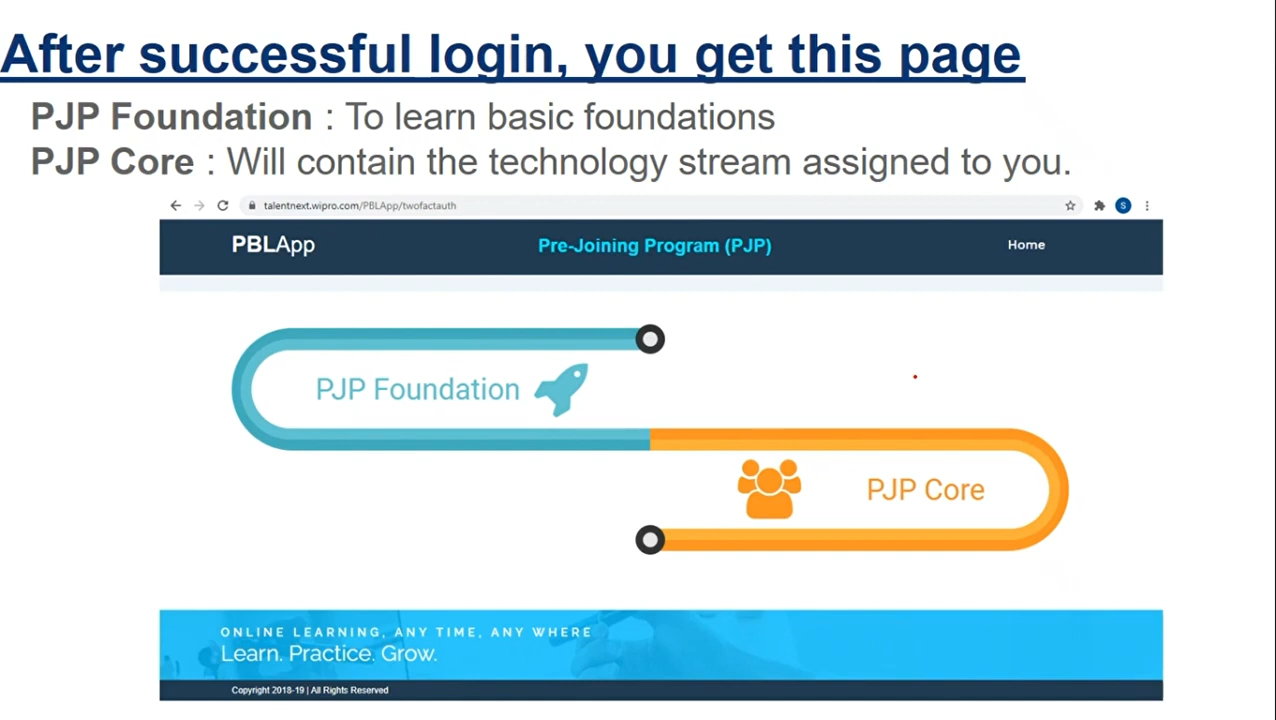 After successful login, you get this page
PJP Foundation : To learn basic foundations
PJP Core : Will contain the technology stream assigned to you.
talentnext.wipro.com/PBLApp/twofactauth
S
PBLApp
Pre-Joining Program (PJP)
Home
PJP Foundation
PJP Core
ONLINE LEARNING, ANY TIME, ANY WHERE
Learn. Practice. Grow.
Copyright 2018-19 | All Rights Reserved